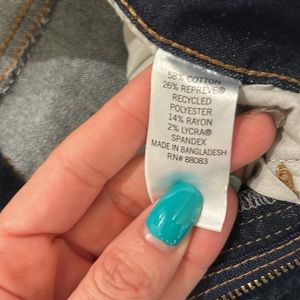 58% COTTON
26% REPREVE®
RECYCLED
POLYESTER
14% RAYON
2% LYCRA®
SPANDEX
MADE IN BANGLADESH
RN# 88083